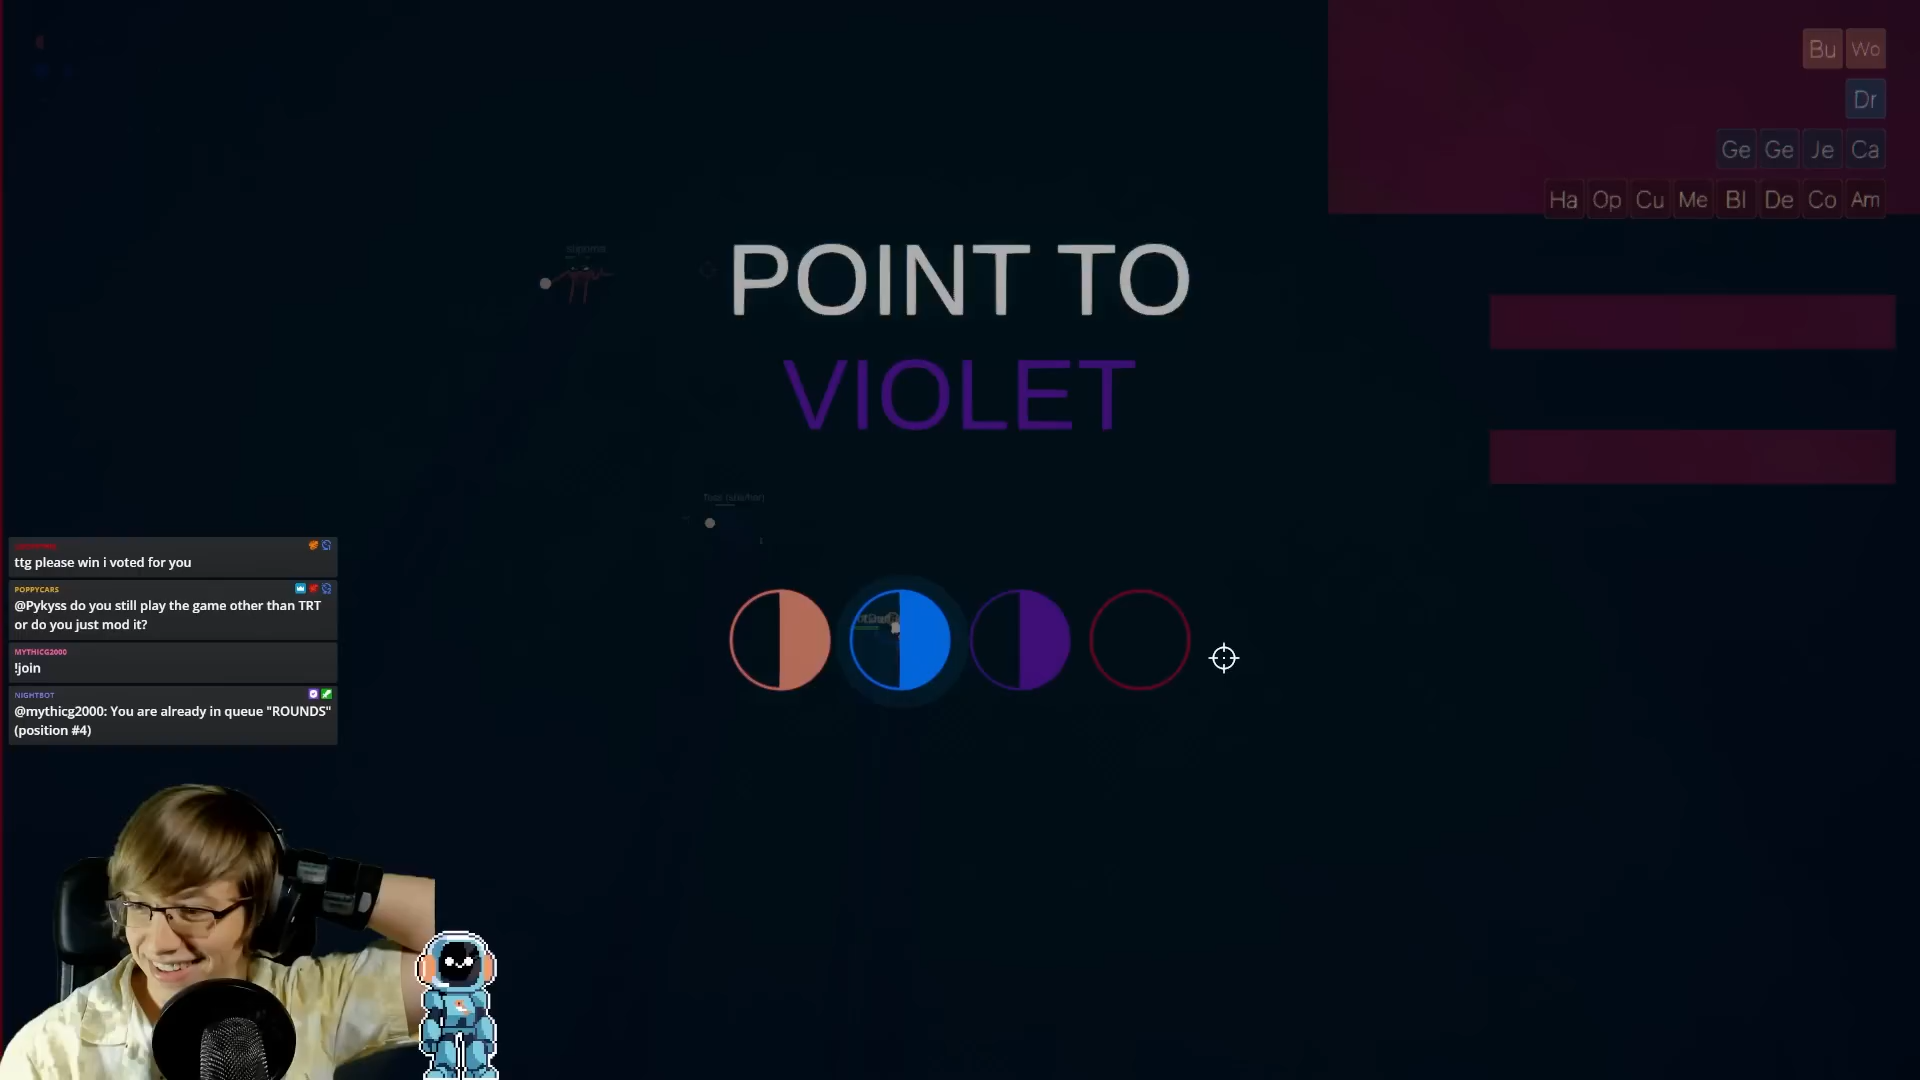 Bu Wo
Dr
Ge Ge Je Ca
Ha Op Cu Me Bl De Co Am
POINT TO
VIOLET
ttg please win i voted for you
POPPYCARS
@Pykyss do you still play the game other than TRT
or do you just mod it?
MYTHICG2000
!join
NIGHTBOT
@mythicg2000: You are already in queue "ROUNDS"
(position #4)